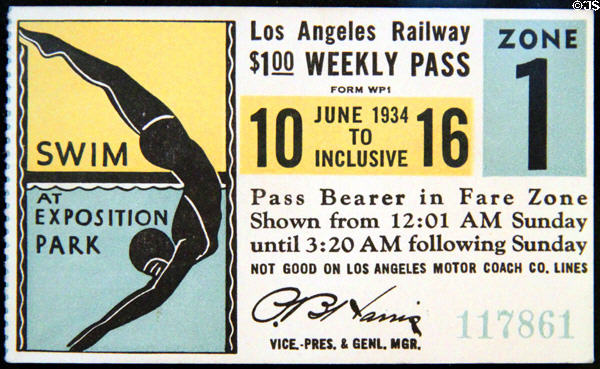 SWIM
AT
EXPOSITION
PARK
Los Angeles Railway
$1.00 WEEKLY PASS
FORM WP1
10 JUNE 1934 TO INCLUSIVE 16
ZONE
1
Pass Bearer in Fare Zone
Shown from 12:01 AM Sunday
until 3:20 AM following Sunday
NOT GOOD ON LOS ANGELES MOTOR COACH CO. LINES
VICE.-PRES. & GENL. MGR.
117861